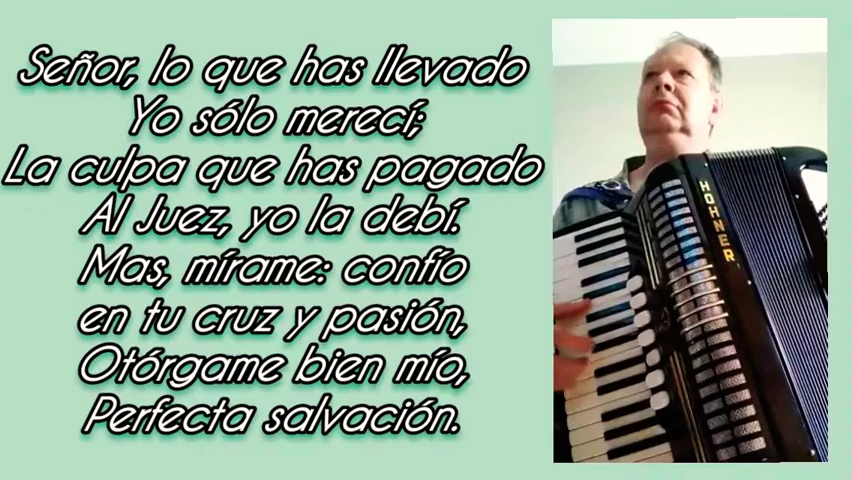 Señor, lo que has llevado
Yo sólo merecí;
La culpa que has pagado
Al Juez, yo la debí.
Mas, mírame: confío
en tu cruz y pasión,
Otórgame bien mío,
Perfecta salvación.
HOHNER